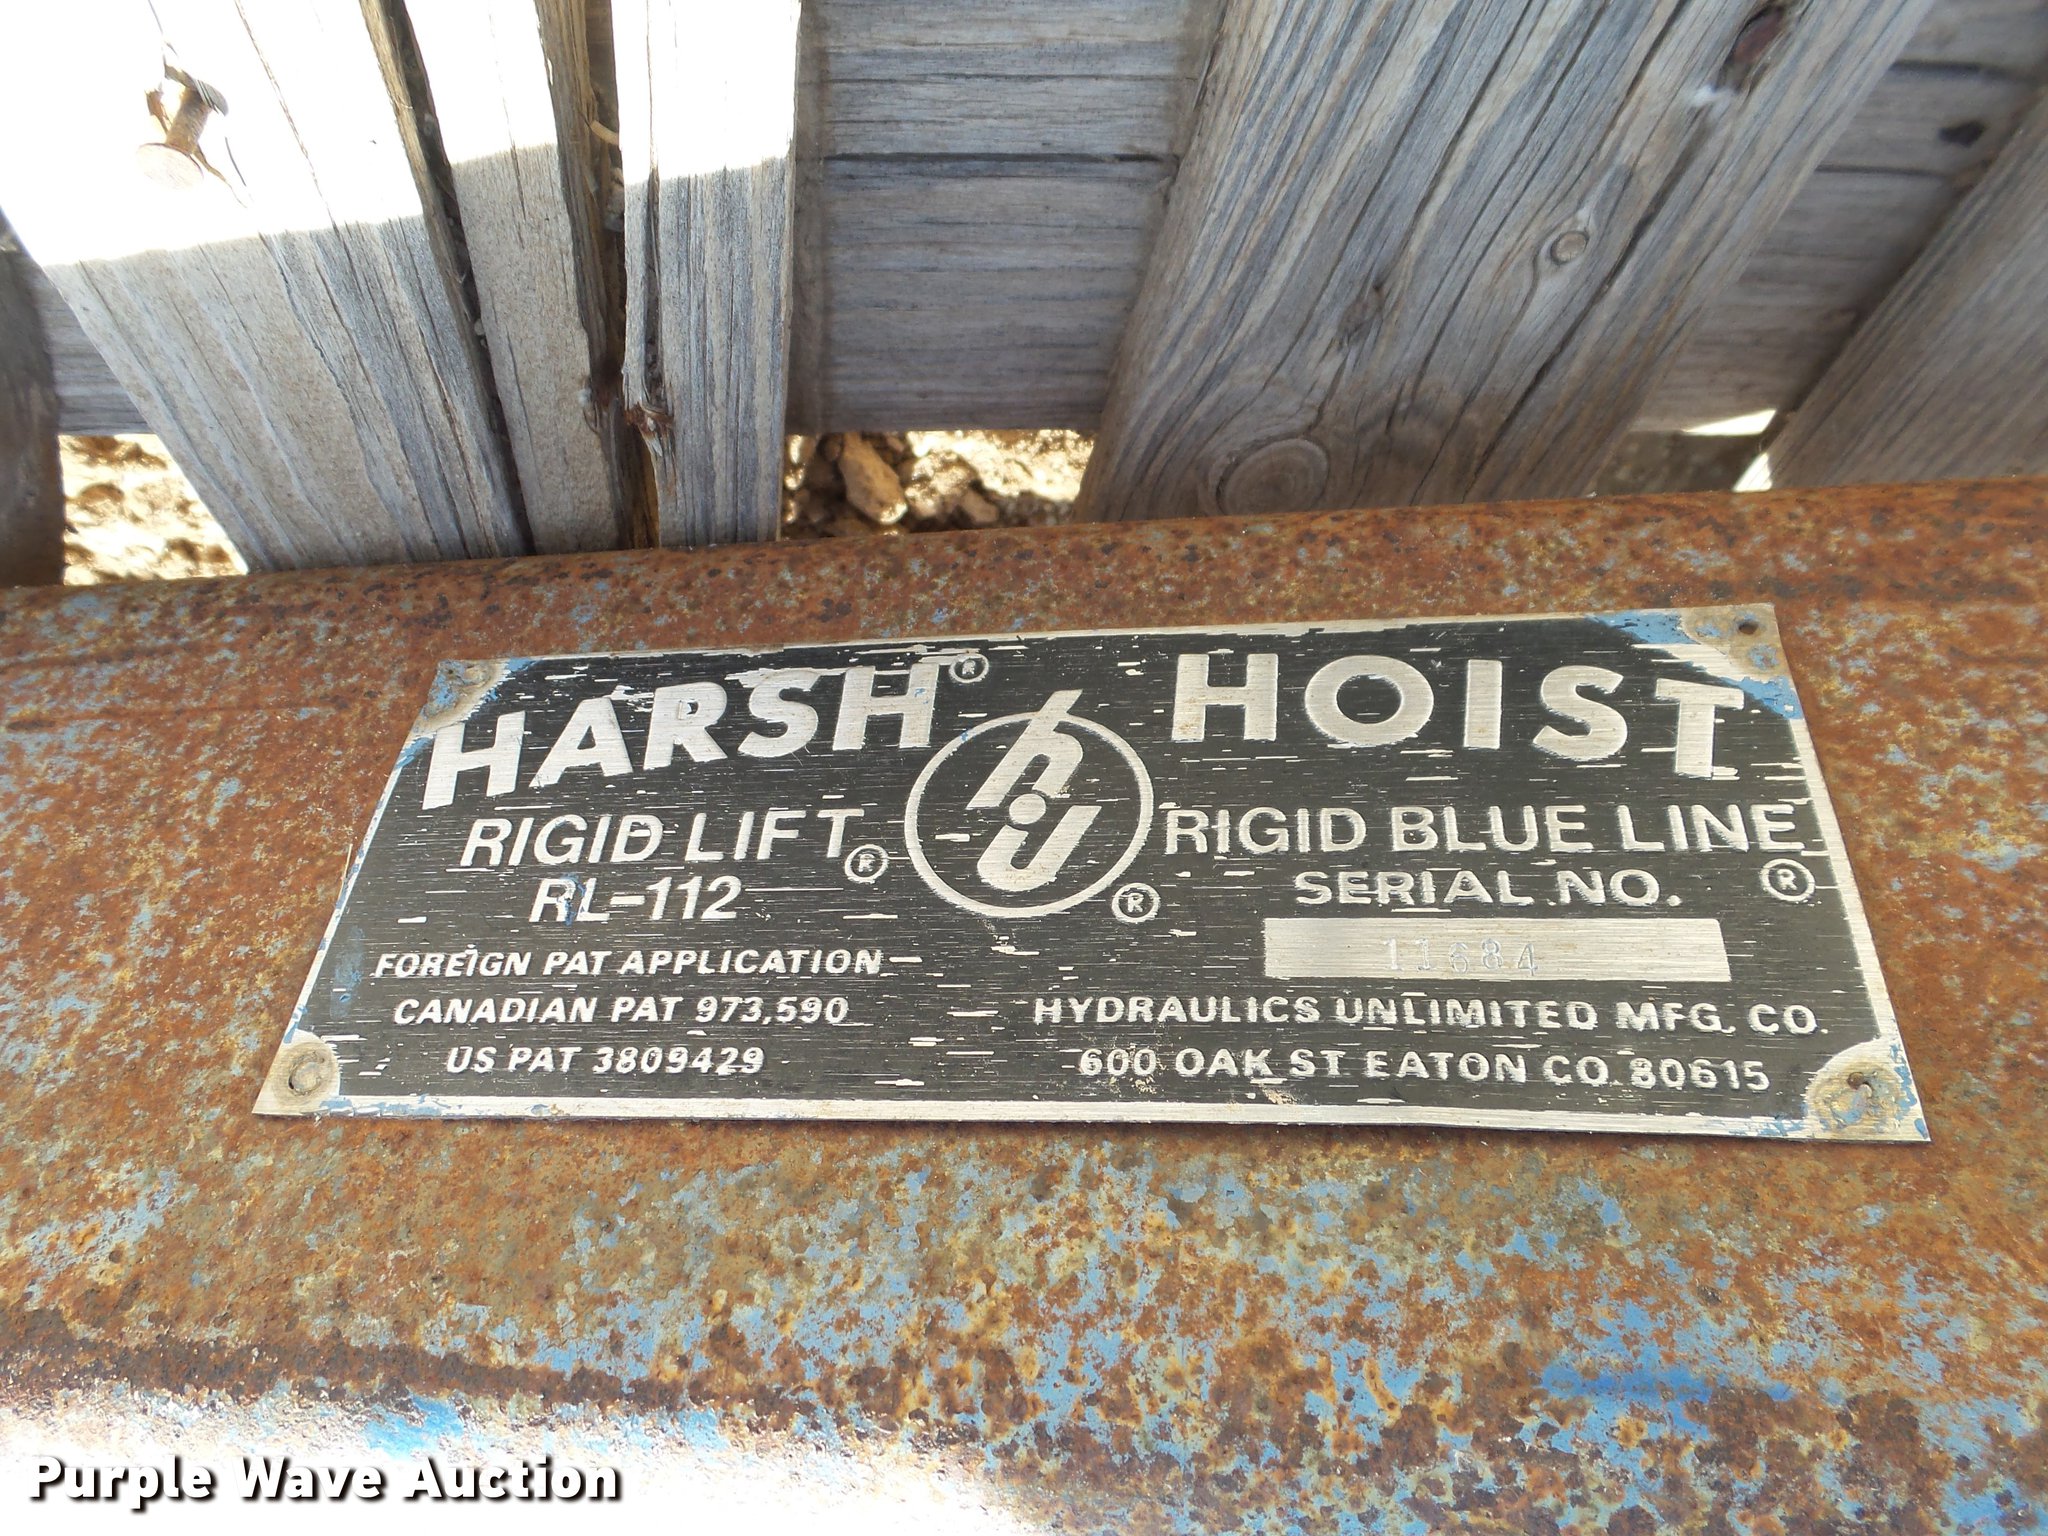 HARSH® HOIST
hu ®
RIGID LIFT ®
RL-112
FOREIGN PAT APPLICATION
CANADIAN PAT 973,590
US PAT 3809429
RIGID BLUE LINE ®
SERIAL NO.
11684
HYDRAULICS UNLIMITED MFG. CO.
600 OAK ST EATON CO. 80615
Purple Wave Auction